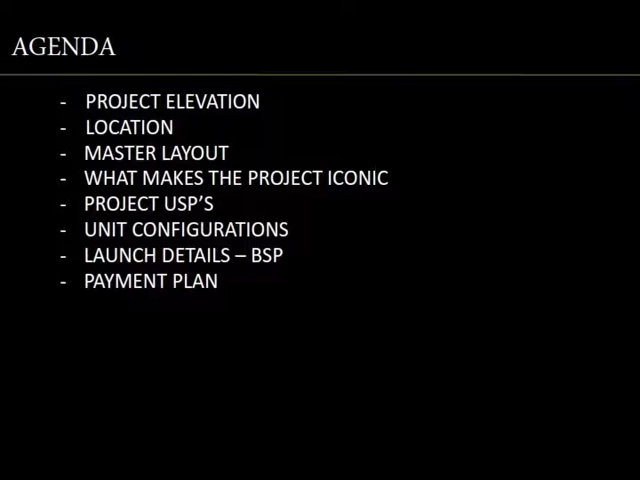 AGENDA
- PROJECT ELEVATION
- LOCATION
- MASTER LAYOUT
- WHAT MAKES THE PROJECT ICONIC
- PROJECT USP’S
- UNIT CONFIGURATIONS
- LAUNCH DETAILS – BSP
- PAYMENT PLAN